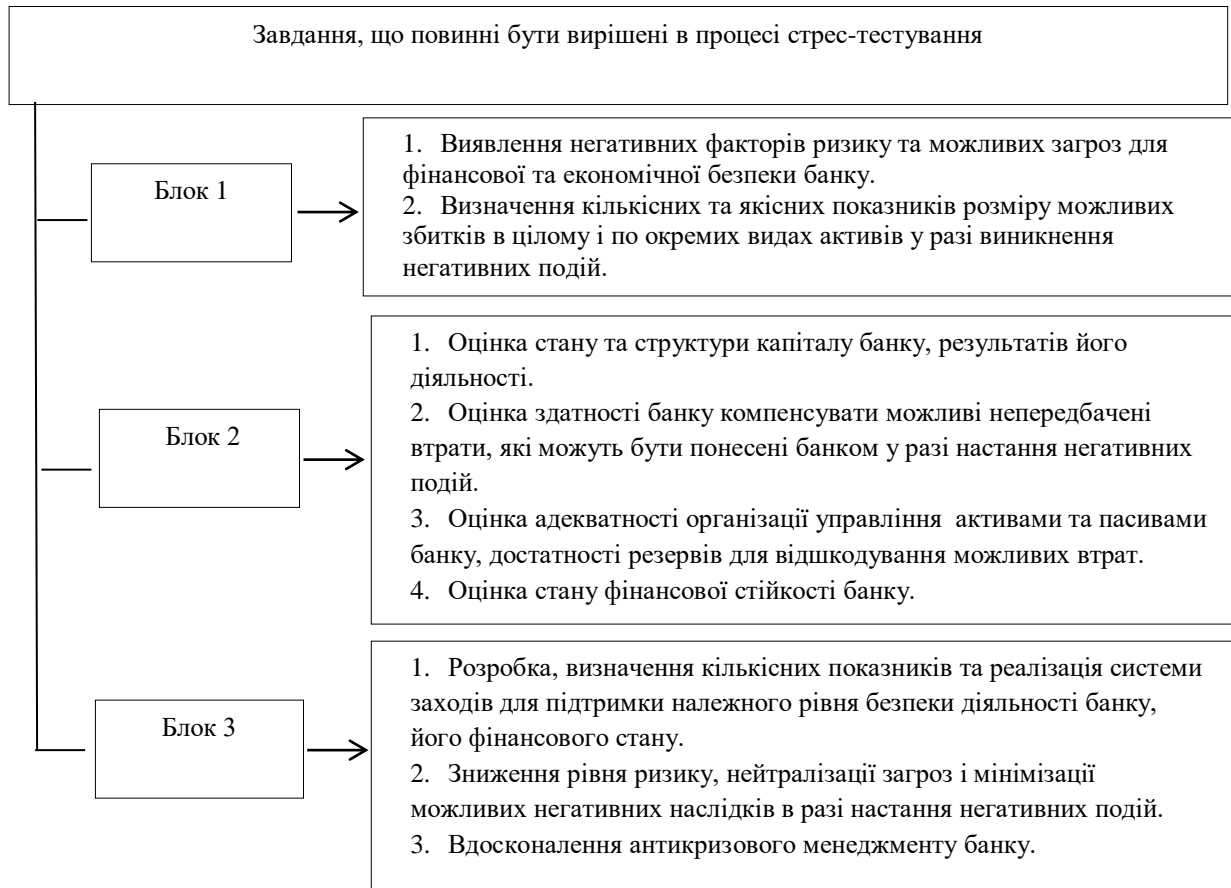 Завдання, що повинні бути вирішені в процесі стрес-тестування
Блок 1
1. Виявлення негативних факторів ризику та можливих загроз для
фінансової та економічної безпеки банку.
2. Визначення кількісних та якісних показників розміру можливих
збитків в цілому і по окремих видах активів у разі виникнення
негативних подій.
Блок 2
1. Оцінка стану та структури капіталу банку, результатів його
діяльності.
2. Оцінка здатності банку компенсувати можливі непередбачені
втрати, які можуть бути понесені банком у разі настання негативних
подій.
3. Оцінка адекватності організації управління активами та пасивами
банку, достатності резервів для відшкодування можливих втрат.
4. Оцінка стану фінансової стійкості банку.
Блок 3
1. Розробка, визначення кількісних показників та реалізація системи
заходів для підтримки належного рівня безпеки діяльності банку,
його фінансового стану.
2. Зниження рівня ризику, нейтралізації загроз і мінімізації
можливих негативних наслідків в разі настання негативних подій.
3. Вдосконалення антикризового менеджменту банку.